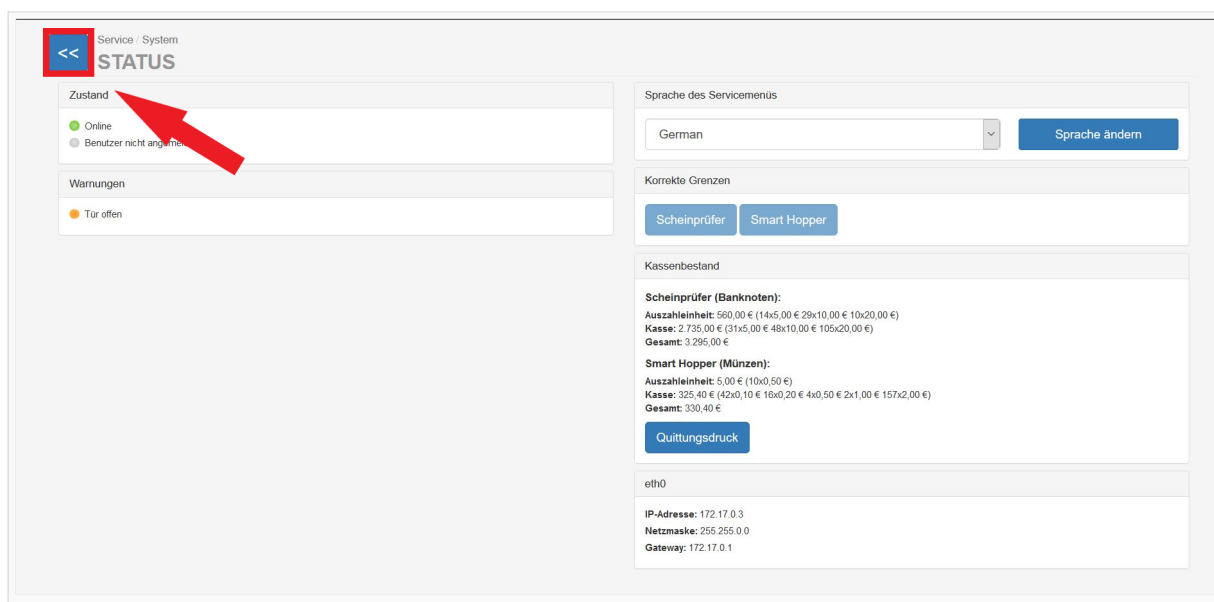 <<
Service / System
STATUS
Zustand
Online
Benutzer nicht
Warnungen
Tür offen
Sprache des Servicemenüs
German
Sprache ändern
Korrekte Grenzen
Scheinprüfer
Smart Hopper
Kassenbestand
Scheinprüfer (Banknoten):
Auszahleinheit: 560,00 € (14x5,00 € 29x10,00 € 10x20,00 €)
Kasse: 2.735,00 € (31x5,00 € 48x10,00 € 105x20,00 €)
Gesamt: 3.295,00 €
Smart Hopper (Münzen):
Auszahleinheit: 5,00 € (10x0,50 €)
Kasse: 325,40 € (42x0,10 € 16x0,20 € 4x0,50 € 2x1,00 € 157x2,00 €)
Gesamt: 330,40 €
Quittungsdruck
eth0
IP-Adresse: 172.17.0.3
Netzmaske: 255.255.0.0
Gateway: 172.17.0.1